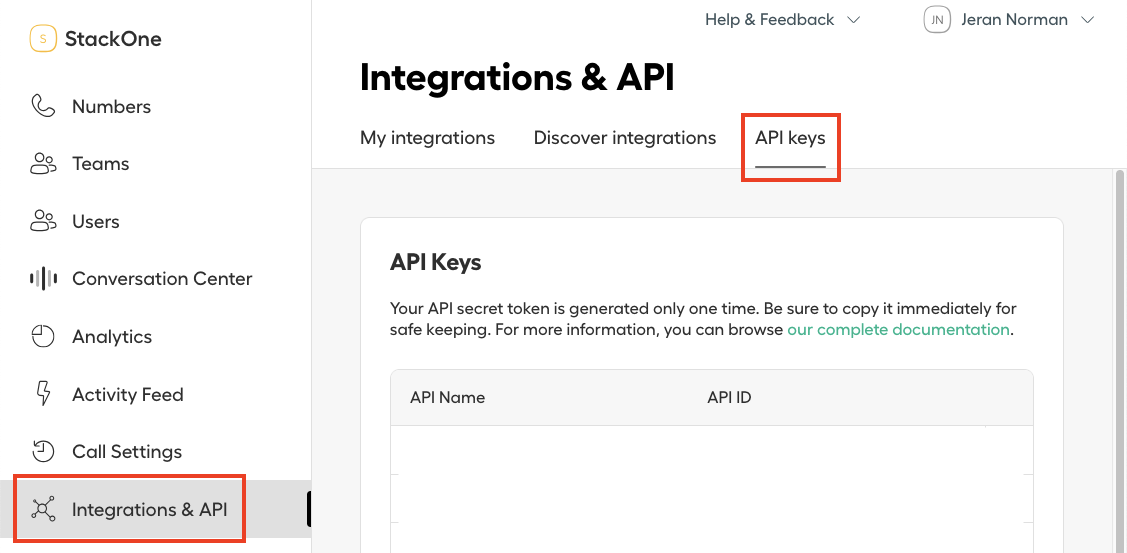 S StackOne
Numbers
Teams
Users
Conversation Center
Analytics
Activity Feed
Call Settings
Integrations & API
Help & Feedback
JN Jeran Norman
Integrations & API
My integrations Discover integrations API keys
API Keys
Your API secret token is generated only one time. Be sure to copy it immediately for
safe keeping. For more information, you can browse our complete documentation.
API Name API ID